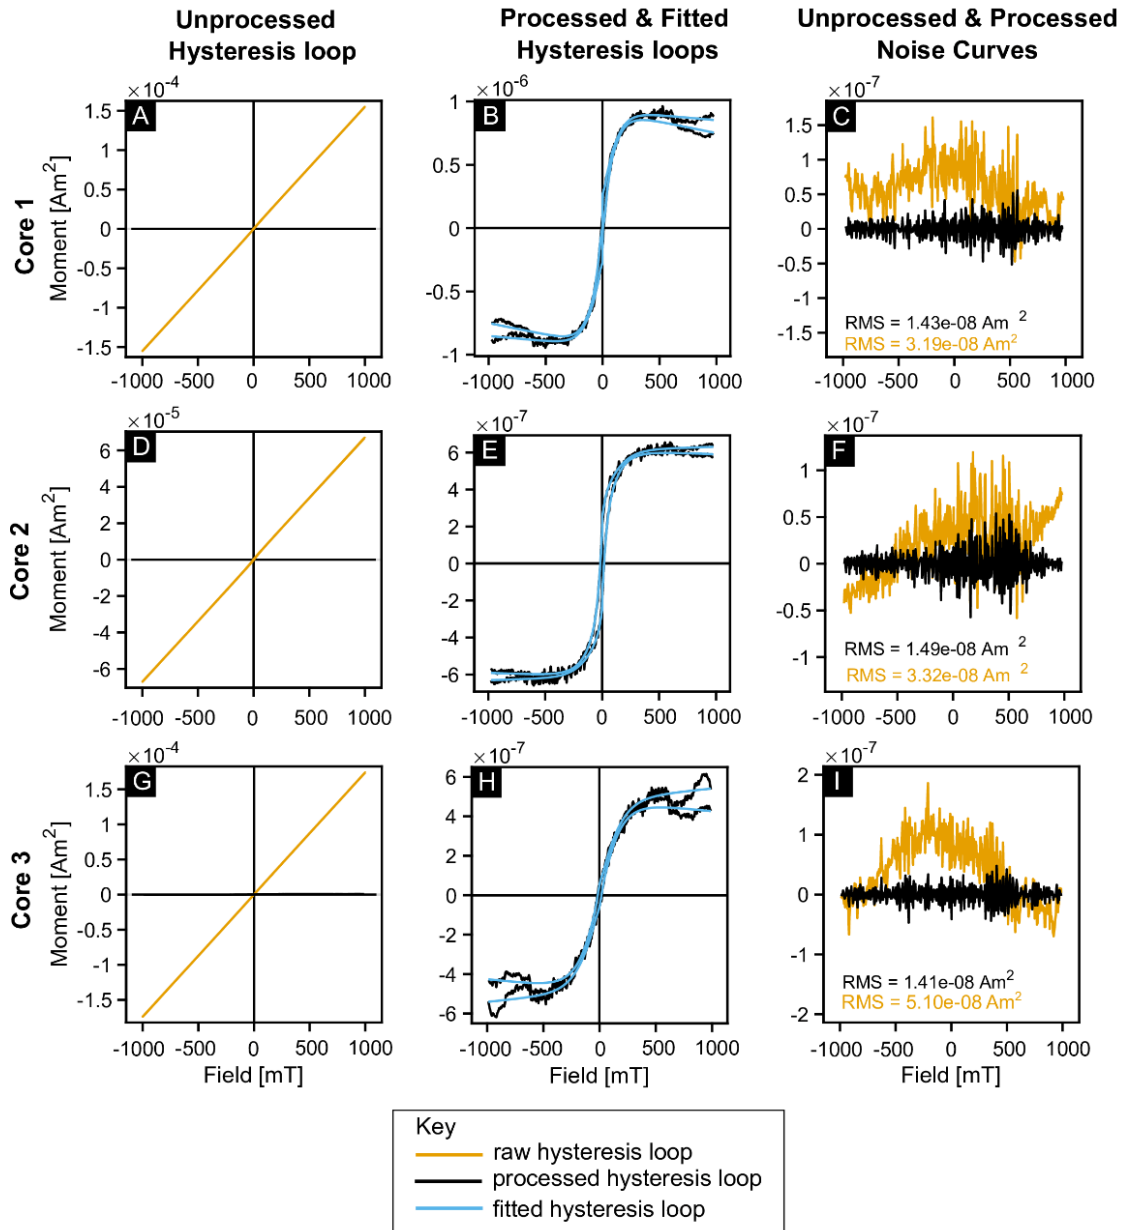 Unprocessed
Hysteresis loop
Processed & Fitted
Hysteresis loops
Unprocessed & Processed
Noise Curves
Core 1
A
×10⁻⁴
1.5
1
0.5
0
-0.5
-1
-1.5
-1000 -500 0 500 1000
Moment [Am²]
B
×10⁻⁶
1
0.5
0
-0.5
-1
-1000 -500 0 500 1000
C
×10⁻⁷
1.5
1
0.5
0
-0.5
-1
-1.5
RMS = 1.43e-08 Am ²
RMS = 3.19e-08 Am²
-1000 -500 0 500 1000
Core 2
D
×10⁻⁵
6
4
2
0
-2
-4
-6
-1000 -500 0 500 1000
Moment [Am²]
E
×10⁻⁷
6
4
2
0
-2
-4
-6
-1000 -500 0 500 1000
F
×10⁻⁷
1
0.5
0
-0.5
-1
RMS = 1.49e-08 Am ²
RMS = 3.32e-08 Am ²
-1000 -500 0 500 1000
Core 3
G
×10⁻⁴
1.5
1
0.5
0
-0.5
-1
-1.5
-1000 -500 0 500 1000
Moment [Am²]
Field [mT]
H
×10⁻⁷
6
4
2
0
-2
-4
-6
-1000 -500 0 500 1000
Field [mT]
I
×10⁻⁷
2
1
0
-1
-2
RMS = 1.41e-08 Am²
RMS = 5.10e-08 Am²
-1000 -500 0 500 1000
Field [mT]
Key
raw hysteresis loop
processed hysteresis loop
fitted hysteresis loop